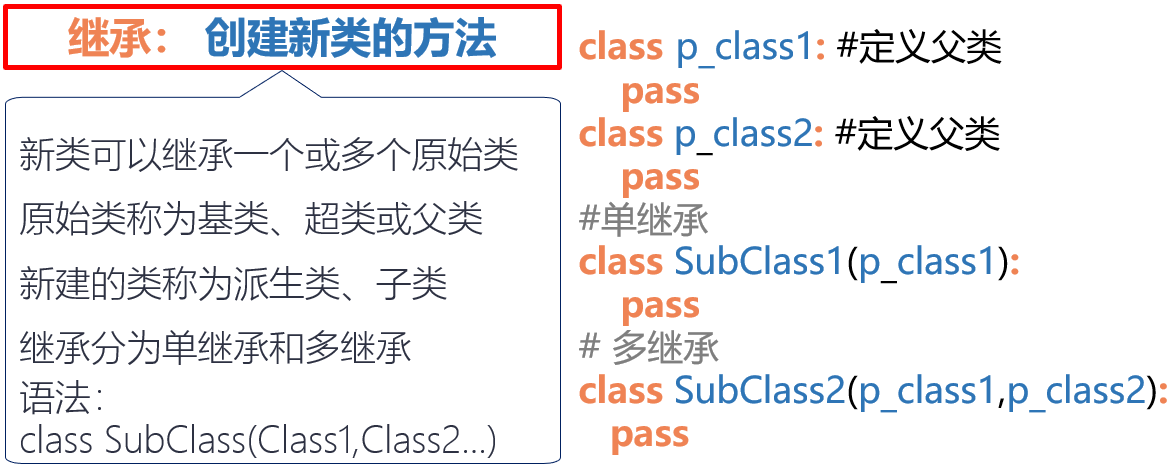 继承： 创建新类的方法
新类可以继承一个或多个原始类
原始类称为基类、超类或父类
新建的类称为派生类、子类
继承分为单继承和多继承
语法：
class SubClass(Class1,Class2...)
class p_class1: #定义父类
pass
class p_class2: #定义父类
pass
#单继承
class SubClass1(p_class1):
pass
# 多继承
class SubClass2(p_class1,p_class2):
pass